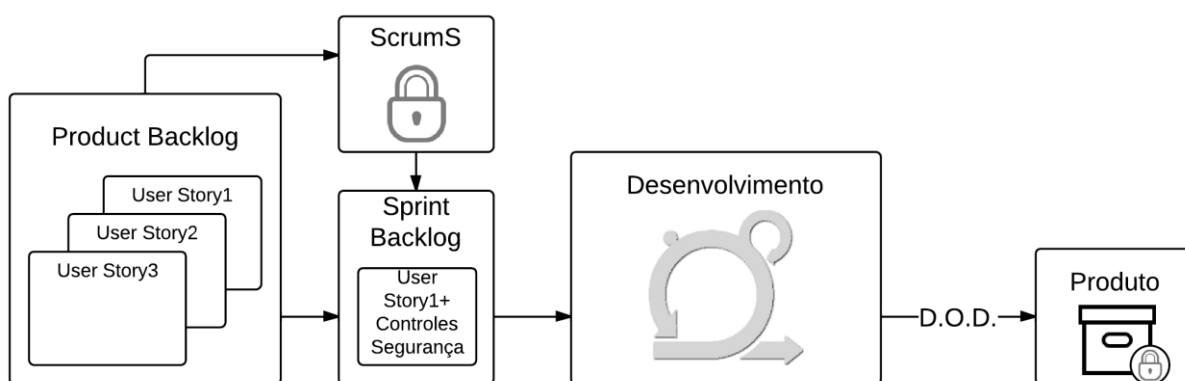 ScrumS
Product Backlog
User Story1
User Story2
User Story3
Sprint
Backlog
User
Story1+
Controles
Segurança
Desenvolvimento
D.O.D.
Produto